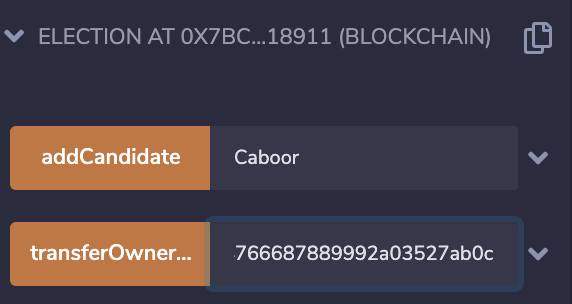 ELECTION AT 0X7BC...18911 (BLOCKCHAIN)
addCandidate Caboor
transferOwner... 766687889992a03527ab0c